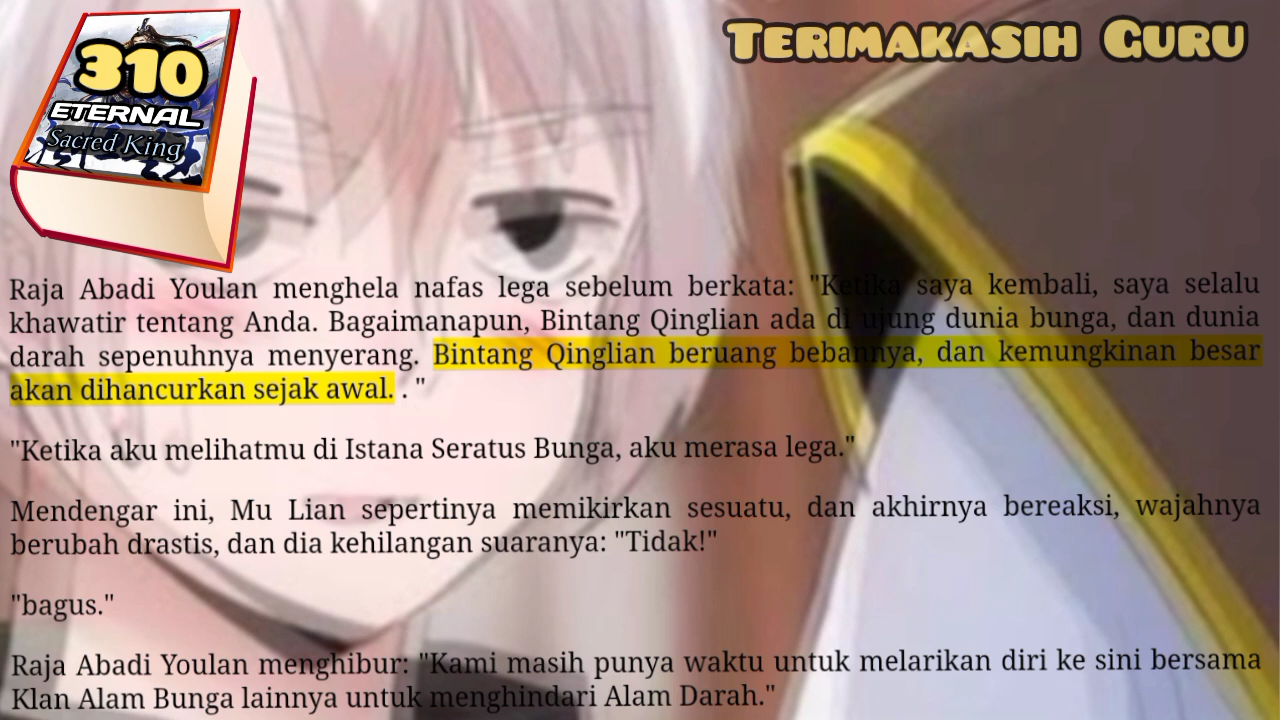 310
ETERNAL
Sacred King
TERIMAKASIH GURU
Raja Abadi Youlan menghela nafas lega sebelum berkata: "Ketika saya kembali, saya selalu
khawatir tentang Anda. Bagaimanapun, Bintang Qinglian ada di ujung dunia bunga, dan dunia
darah sepenuhnya menyerang. Bintang Qinglian beruang bebannya, dan kemungkinan besar
akan dihancurkan sejak awal. . "
"Ketika aku melihatmu di Istana Seratus Bunga, aku merasa lega."
Mendengar ini, Mu Lian sepertinya memikirkan sesuatu, dan akhirnya bereaksi, wajahnya
berubah drastis, dan dia kehilangan suaranya: "Tidak!"
"bagus."
Raja Abadi Youlan menghibur: "Kami masih punya waktu untuk melarikan diri ke sini bersama
Klan Alam Bunga lainnya untuk menghindari Alam Darah."